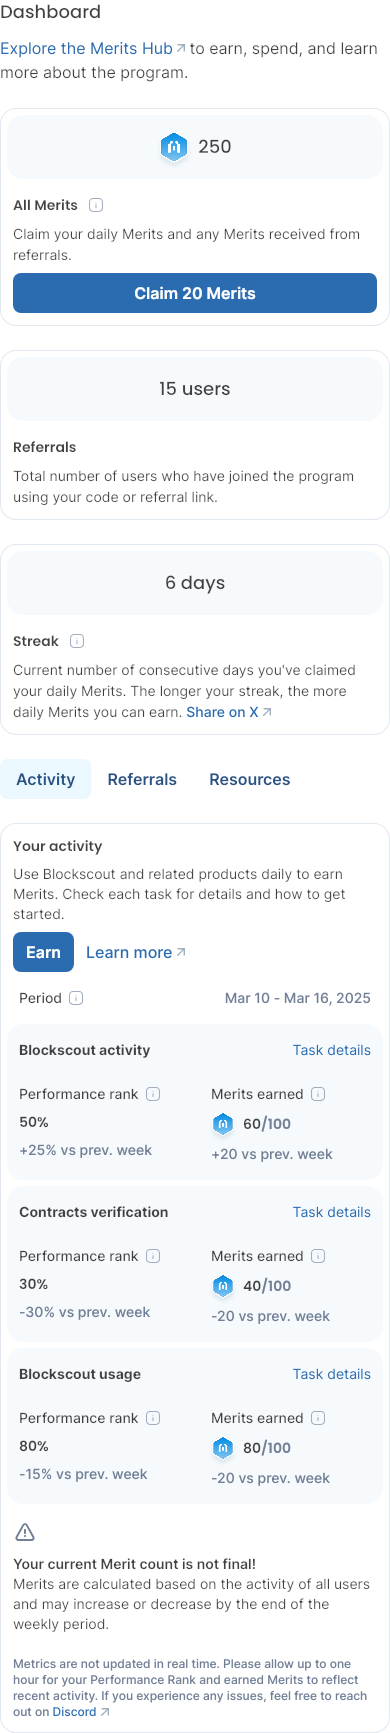 Dashboard
Explore the Merits Hub to earn, spend, and learn
more about the program.
250
All Merits
Claim your daily Merits and any Merits received from
referrals.
Claim 20 Merits
15 users
Referrals
Total number of users who have joined the program
using your code or referral link.
6 days
Streak
Current number of consecutive days you've claimed
your daily Merits. The longer your streak, the more
daily Merits you can earn. Share on X
Activity Referrals Resources
Your activity
Use Blockscout and related products daily to earn
Merits. Check each task for details and how to get
started.
Earn Learn more
Period Mar 10 - Mar 16, 2025
Blockscout activity Task details
Performance rank Merits earned
50% 60/100
+25% vs prev. week +20 vs prev. week
Contracts verification Task details
Performance rank Merits earned
30% 40/100
-30% vs prev. week -20 vs prev. week
Blockscout usage Task details
Performance rank Merits earned
80% 80/100
-15% vs prev. week -20 vs prev. week
Your current Merit count is not final!
Merits are calculated based on the activity of all users
and may increase or decrease by the end of the
weekly period.
Metrics are not updated in real time. Please allow up to one
hour for your Performance Rank and earned Merits to reflect
recent activity. If you experience any issues, feel free to reach
out on Discord